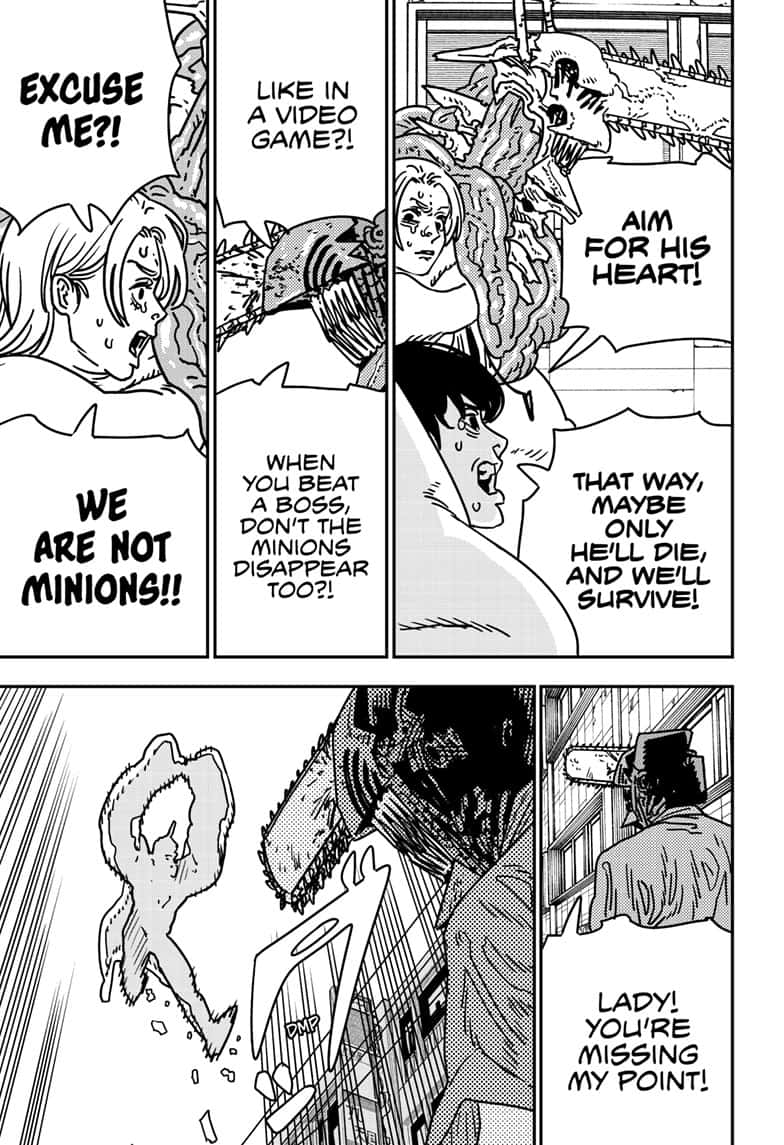 AIM
FOR HIS
HEART!
THAT WAY,
MAYBE
ONLY
HE'LL DIE,
AND WE'LL
SURVIVE!
LIKE IN
A VIDEO
GAME?!
WHEN
YOU BEAT
A BOSS,
DON'T THE
MINIONS
DISAPPEAR
TOO?!
EXCUSE
ME?!
WE
ARE NOT
MINIONS!!
LADY!
YOU'RE
MISSING
MY POINT!
DMP